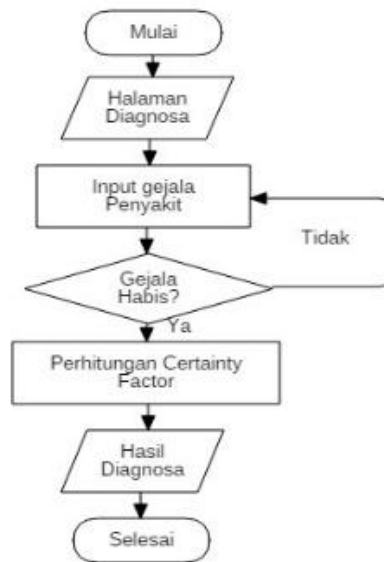 Mulai
Halaman
Diagnosa
Input gejala
Penyakit
Tidak
Gejala
Habis?
Ya
Perhitungan Certainty
Factor
Hasil
Diagnosa
Selesai